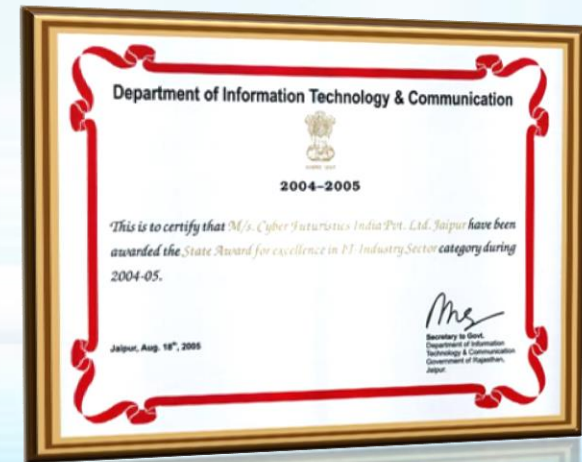 Department of Information Technology & Communication
2004–2005
This is to certify that M/s. Cyber Futuristics India Pvt. Ltd. Jaipur have been
awarded the State Award for excellence in IT Industry Sector category during
2004-05.
Jaipur, Aug. 18th, 2005
Secretary to Govt.
Department of Information
Technology & Communication
Government of Rajasthan,
Jaipur.